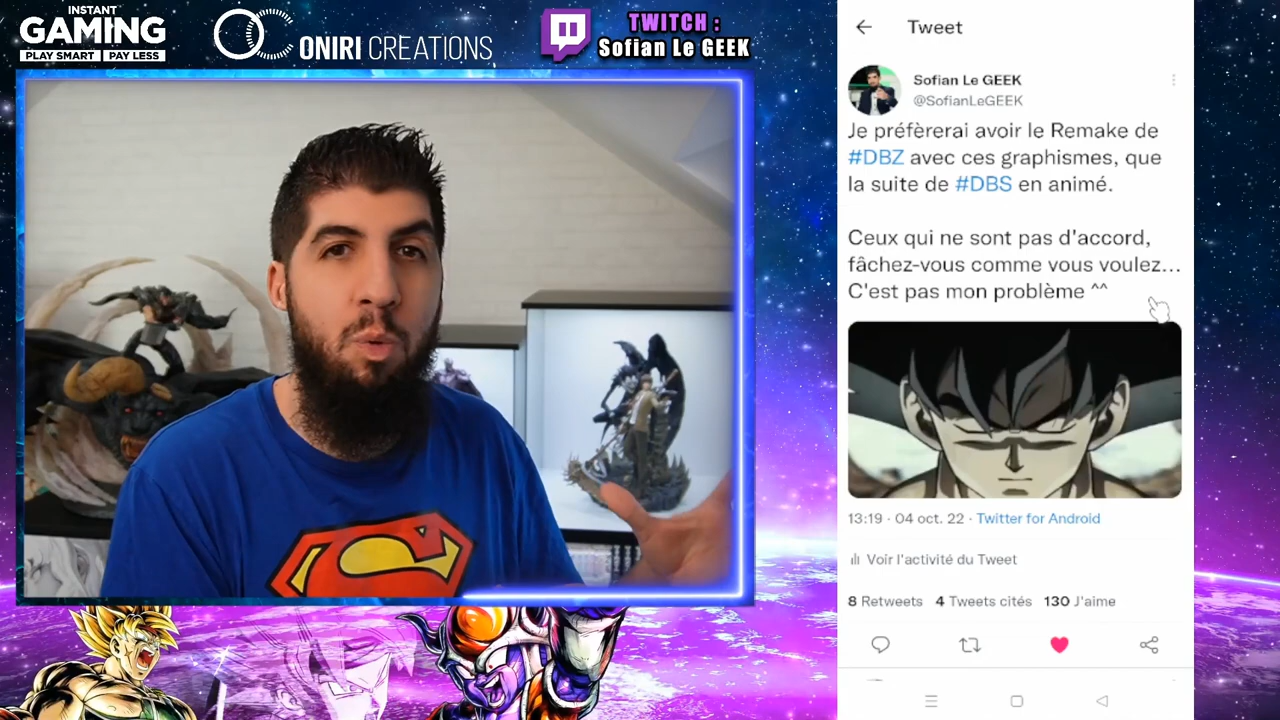 INSTANT
GAMING
PLAY SMART PAY LESS
ONIRI CREATIONS
TWITCH :
Sofian Le GEEK
Tweet
Sofian Le GEEK
@SofianLeGEEK
Je préfèrerai avoir le Remake de
#DBZ avec ces graphismes, que
la suite de #DBS en animé.
Ceux qui ne sont pas d'accord,
fâchez-vous comme vous voulez...
C'est pas mon problème ^^
13:19 · 04 oct. 22 · Twitter for Android
Voir l'activité du Tweet
8 Retweets 4 Tweets cités 130 J'aime